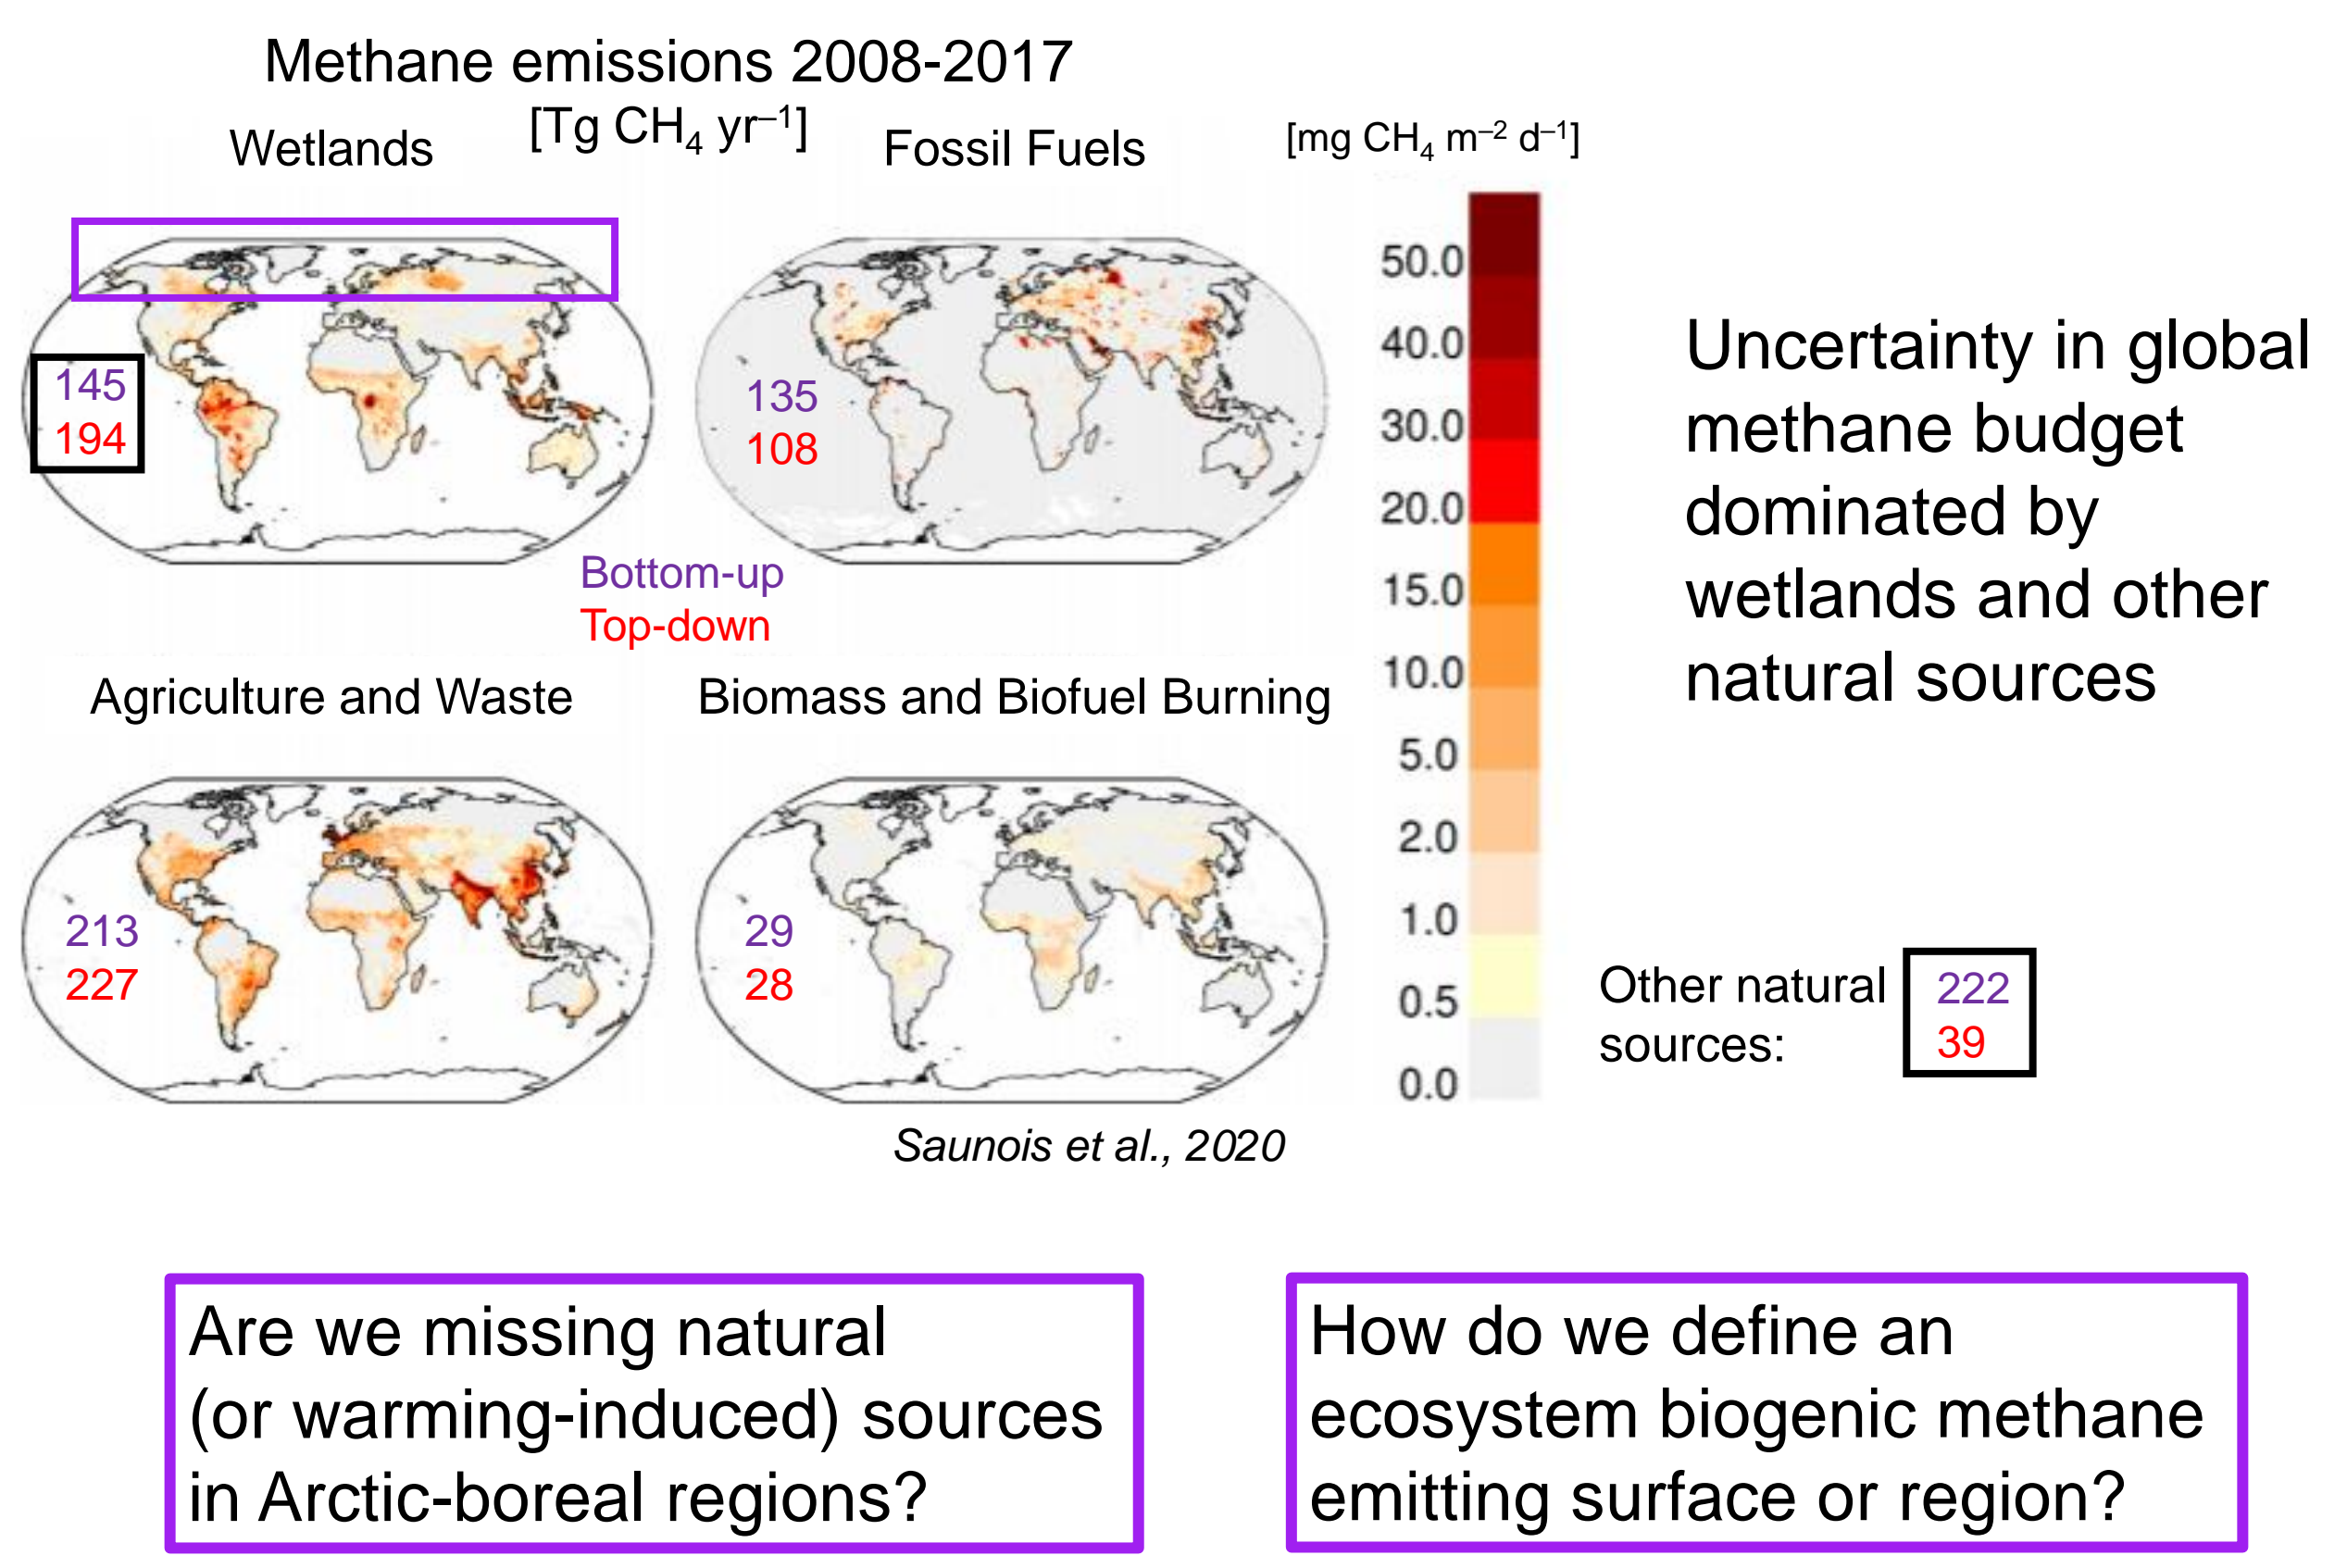 Methane emissions 2008-2017
[Tg CH₄ yr⁻¹]
Wetlands
Fossil Fuels
[mg CH₄ m⁻² d⁻¹]
145
194
135
108
Bottom-up
Top-down
Agriculture and Waste
Biomass and Biofuel Burning
213
227
29
28
50.0
40.0
30.0
20.0
15.0
10.0
5.0
2.0
1.0
0.5
0.0
Uncertainty in global
methane budget
dominated by
wetlands and other
natural sources
Other natural
sources:
222
39
Saunois et al., 2020
Are we missing natural
(or warming-induced) sources
in Arctic-boreal regions?
How do we define an
ecosystem biogenic methane
emitting surface or region?